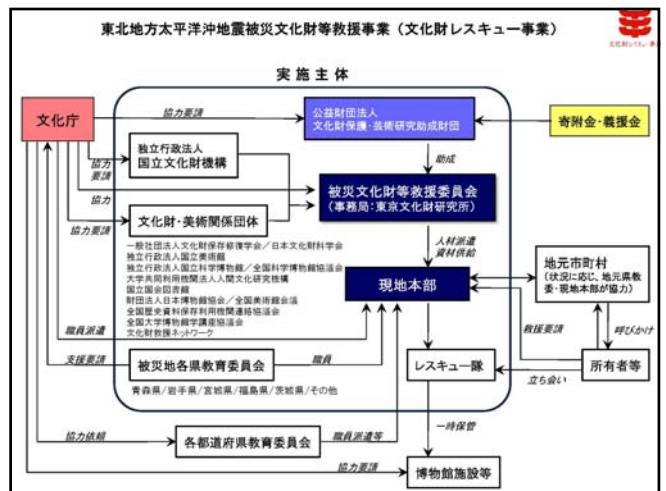 東北地方太平洋沖地震被災文化財等救援事業（文化財レスキュー事業）
実施主体
文化庁
協力要請
公益財団法人
文化財保護・芸術研究助成財団
寄附金・義援金
独立行政法人
国立文化財機構
協力
要請
助成
協力
被災文化財等救援委員会
（事務局：東京文化財研究所）
文化財・美術関係団体
協力要請
一般社団法人文化財保存修復学会／日本文化財科学会
独立行政法人国立美術館
独立行政法人国立科学博物館／全国科学博物館協議会
大学共同利用機関法人人間文化研究機構
国立国会図書館
財団法人日本博物館協会／全国美術館会議
全国歴史資料保存利用機関連絡協議会
全国大学博物館学講座協議会
文化財救援ネットワーク
人材派遣
資材供給
現地本部
地元市町村
（状況に応じ、地元県教
委・現地本部が協力）
職員派遣
救援要請
呼びかけ
支援要請
被災地各県教育委員会
職員
レスキュー隊
所有者等
立ち会い
青森県/岩手県/宮城県/福島県/茨城県/その他
一時保管
協力依頼
各都道府県教育委員会
職員派遣等
協力要請
博物館施設等